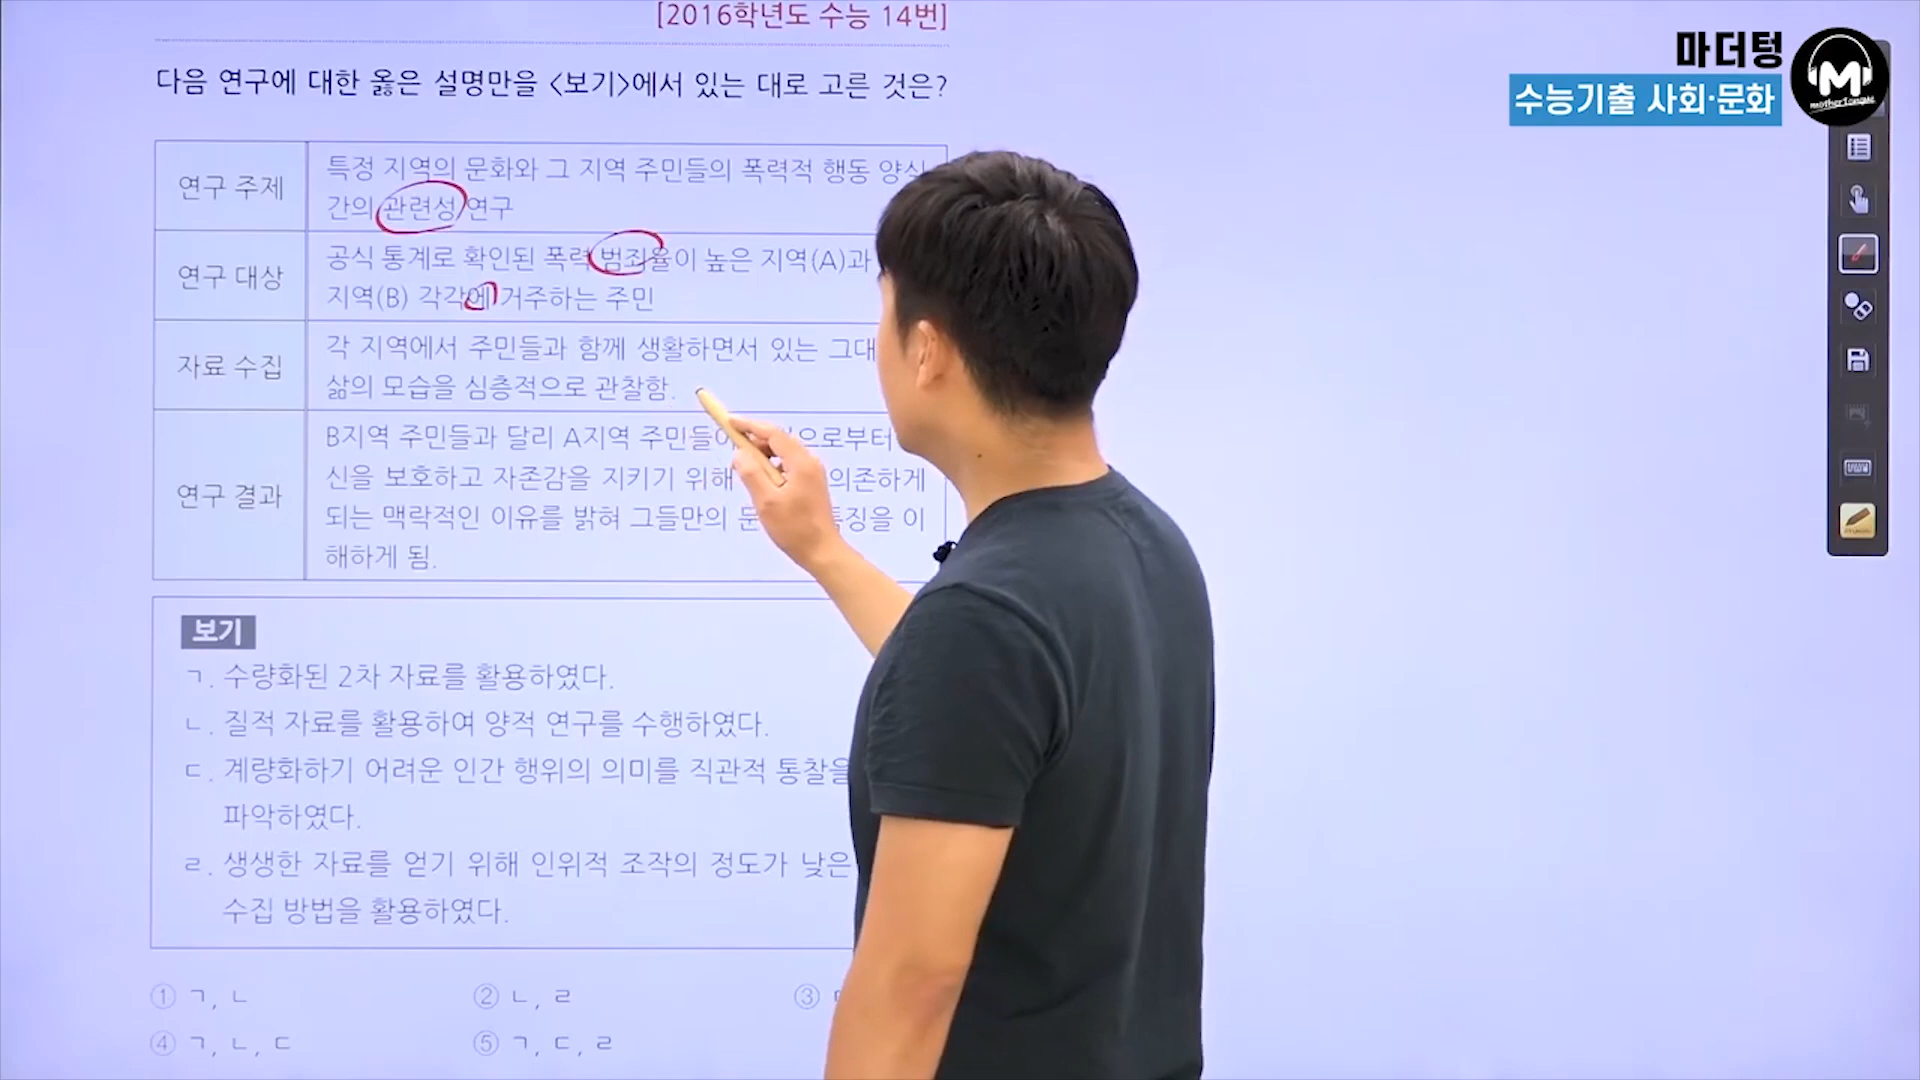 [2016학년도 수능 14번]
마더텅
수능기출 사회·문화
M
mothertongue
다음 연구에 대한 옳은 설명만을 <보기>에서 있는 대로 고른 것은?
연구 주제
특정 지역의 문화와 그 지역 주민들의 폭력적 행동 양식
간의 관련성 연구
연구 대상
공식 통계로 확인된 폭력 범죄율이 높은 지역(A)과
지역(B) 각각에 거주하는 주민
자료 수집
각 지역에서 주민들과 함께 생활하면서 있는 그대
삶의 모습을 심층적으로 관찰함.
연구 결과
B지역 주민들과 달리 A지역 주민들이 으로부터
신을 보호하고 자존감을 지키기 위해 의존하게
되는 맥락적인 이유를 밝혀 그들만의 특징을 이
해하게 됨.
보기
ㄱ. 수량화된 2차 자료를 활용하였다.
ㄴ. 질적 자료를 활용하여 양적 연구를 수행하였다.
ㄷ. 계량화하기 어려운 인간 행위의 의미를 직관적 통찰을
파악하였다.
ㄹ. 생생한 자료를 얻기 위해 인위적 조작의 정도가 낮은
수집 방법을 활용하였다.
① ㄱ, ㄴ ② ㄴ, ㄹ ③
④ ㄱ, ㄴ, ㄷ ⑤ ㄱ, ㄷ, ㄹ